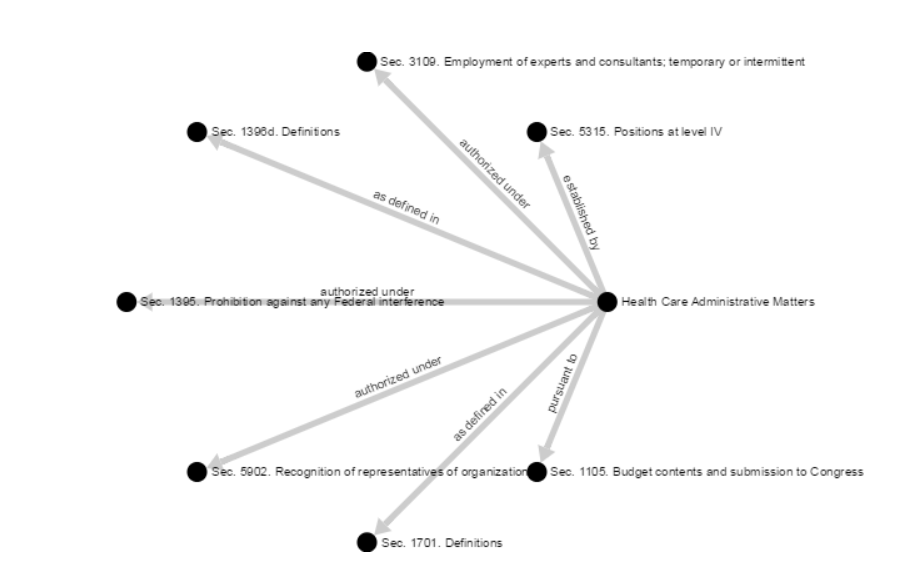 Sec. 3109. Employment of experts and consultants; temporary or intermittent
Sec. 1396d. Definitions
Sec. 5315. Positions at level IV
authorized under
established by
as defined in
authorized under
Sec. 1395. Prohibition against any Federal interference
Health Care Administrative Matters
authorized under
pursuant to
as defined in
Sec. 5902. Recognition of representatives of organization
Sec. 1105. Budget contents and submission to Congress
Sec. 1701. Definitions